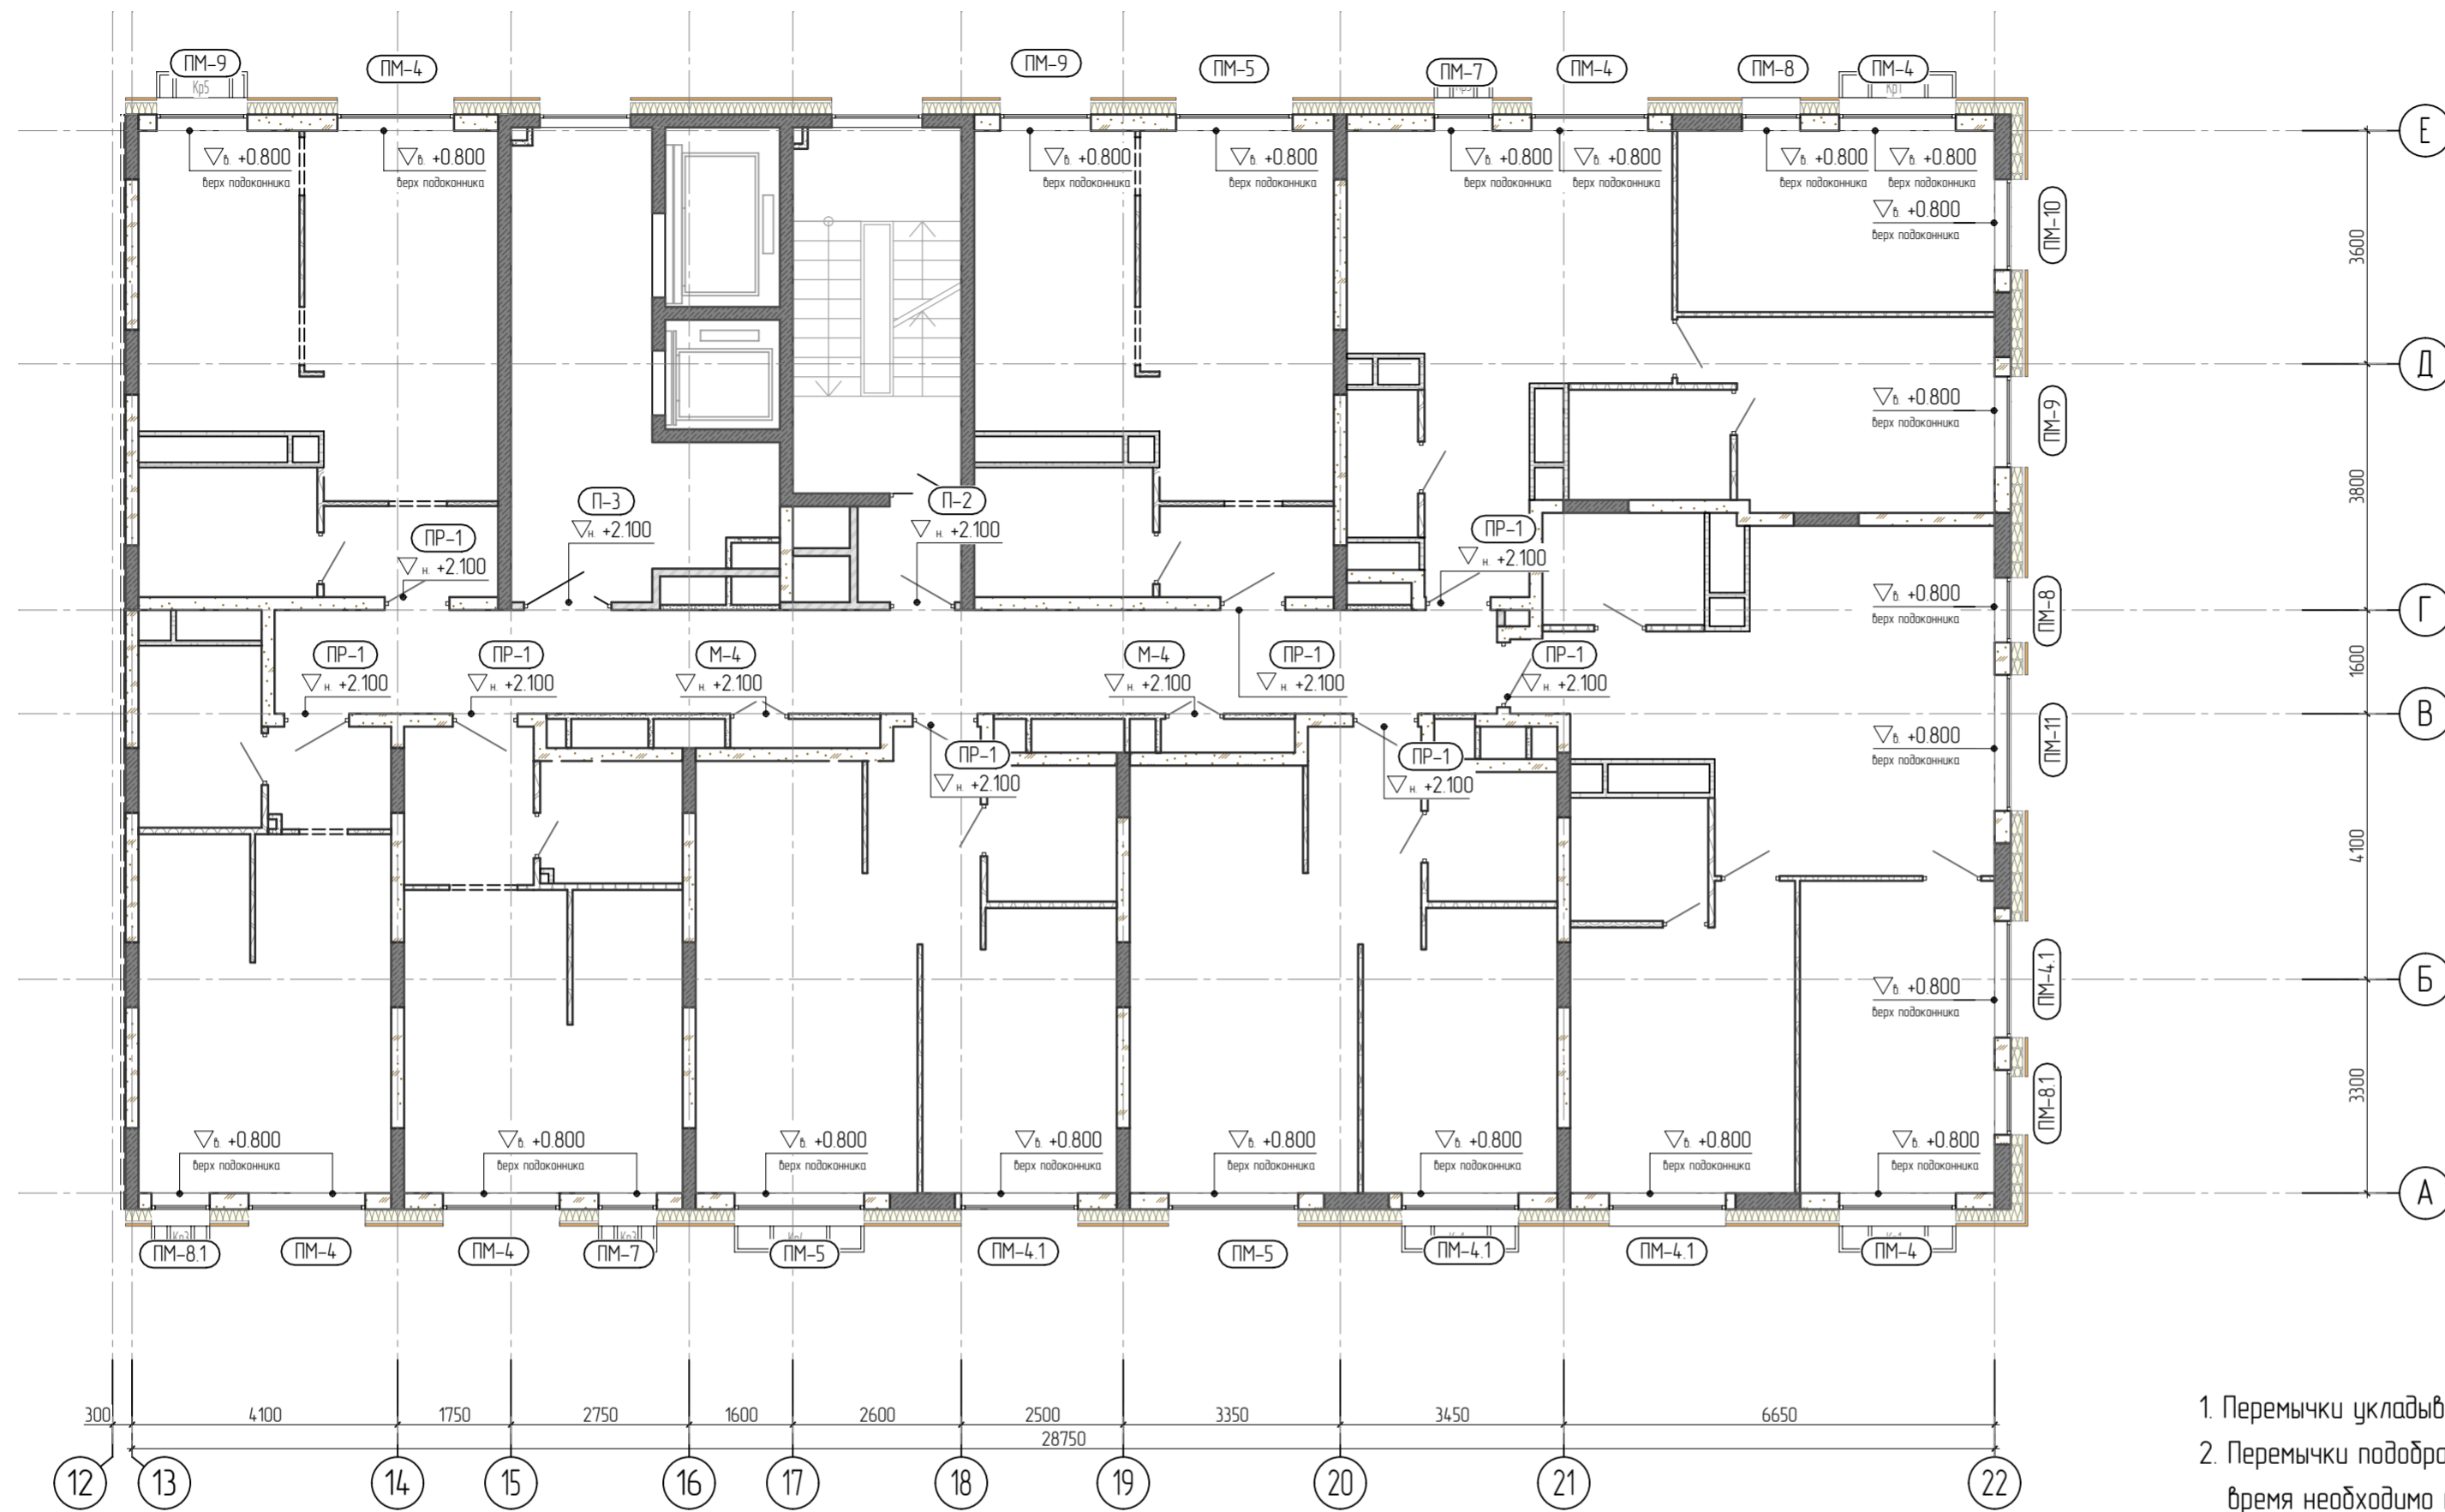 ПМ-9 ПМ-4 ПМ-9 ПМ-5 ПМ-7 ПМ-4 ПМ-8 ПМ-4
Кр5
Е
в. +0.800 в. +0.800 в. +0.800 в. +0.800 в. +0.800 в. +0.800 в. +0.800 в. +0.800
верх подоконника верх подоконника верх подоконника верх подоконника верх подоконника верх подоконника верх подоконника верх подоконника
в. +0.800
верх подоконника
ПМ-10
3600
Д
в. +0.800
верх подоконника
ПМ-9
3800
П-3 П-2
н. +2.100 н. +2.100
ПР-1 ПР-1
н. +2.100 н. +2.100
в. +0.800
верх подоконника
ПМ-8
Г
ПР-1 ПР-1 М-4 М-4 ПР-1 ПР-1
н. +2.100 н. +2.100 н. +2.100 н. +2.100 н. +2.100 н. +2.100
1600
В
в. +0.800
верх подоконника
ПМ-11
ПР-1 ПР-1
н. +2.100 н. +2.100
4100
Б
в. +0.800
верх подоконника
ПМ-4.1
ПМ-8.1
3300
в. +0.800 в. +0.800 в. +0.800 в. +0.800 в. +0.800 в. +0.800 в. +0.800 в. +0.800
верх подоконника верх подоконника верх подоконника верх подоконника верх подоконника верх подоконника верх подоконника верх подоконника
А
ПМ-8.1 ПМ-4 ПМ-4 ПМ-7 ПМ-5 ПМ-4.1 ПМ-5 ПМ-4.1 ПМ-4.1 ПМ-4
300 4100 1750 2750 1600 2600 2500 3350 3450 6650
28750
12 13 14 15 16 17 18 19 20 21 22
1. Перемычки укладыв
2. Перемычки подобра
время необходимо